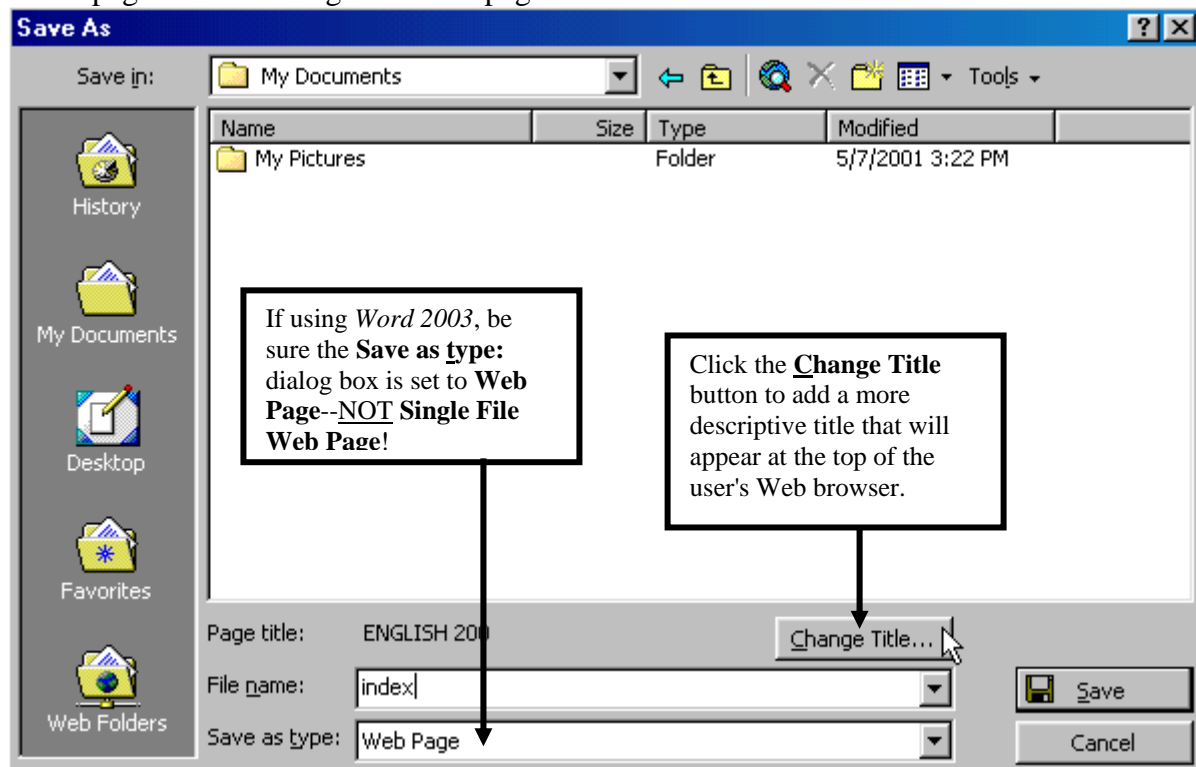 Save As
Save in: My Documents Tools
Name Size Type Modified
My Pictures Folder 5/7/2001 3:22 PM
History
My Documents
Desktop
Favorites
Web Folders
If using Word 2003, be
sure the Save as type:
dialog box is set to Web
Page--NOT Single File
Web Page!
Click the Change Title
button to add a more
descriptive title that will
appear at the top of the
user's Web browser.
Page title: ENGLISH 200 Change Title...
File name: index Save
Save as type: Web Page Cancel